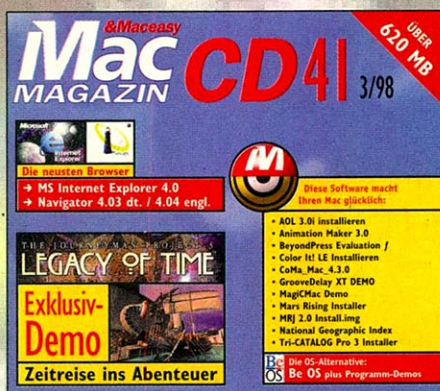 &Maceasy
Mac
MAGAZIN
CD41
3/98
ÜBER
620 MB
Microsoft
Internet
Explorer
Die neusten Browser
→ MS Internet Explorer 4.0
→ Navigator 4.03 dt. / 4.04 engl.
THE JOURNEYMAN PROJECT 3
LEGACY OF TIME
Exklusiv-
Demo
Zeitreise ins Abenteuer
Diese Software macht
Ihren Mac glücklich:
• AOL 3.0i installieren
• Animation Maker 3.0
• BeyondPress Evaluation ƒ
• Color It! LE Installieren
• CoMa_Mac_4.3.0
• GrooveDelay XT DEMO
• MagiCMac Demo
• Mars Rising Installer
• MRJ 2.0 Install.img
• National Geographic Index
• Tri-CATALOG Pro 3 Installer
Be
OS
Die OS-Alternative:
Be OS plus Programm-Demos